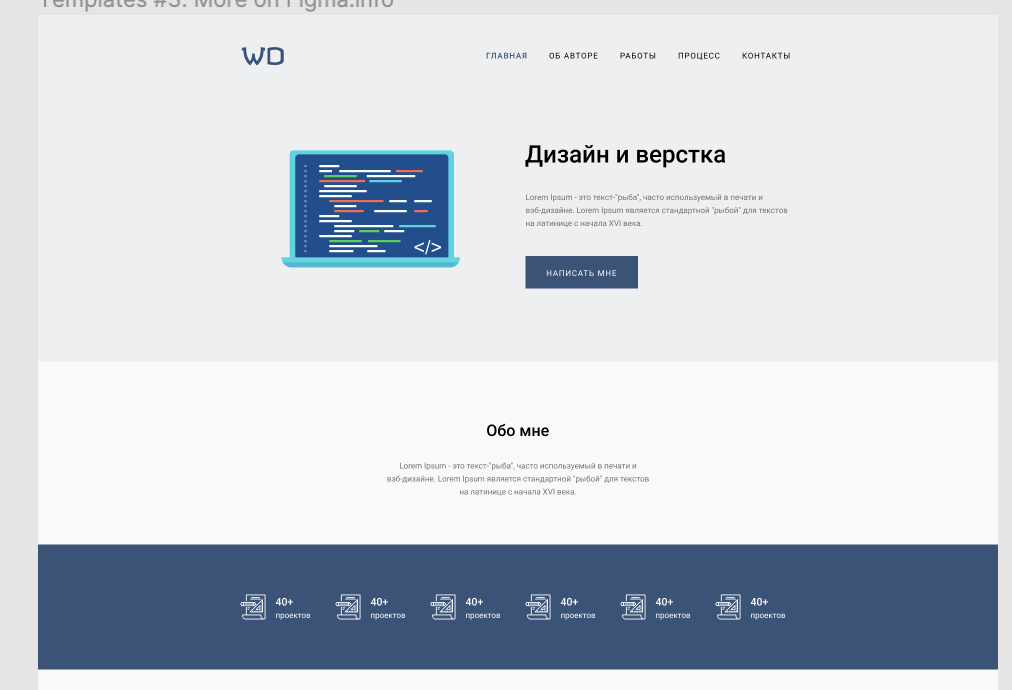 Templates #3. More on Figma.info
WD
ГЛАВНАЯ ОБ АВТОРЕ РАБОТЫ ПРОЦЕСС КОНТАКТЫ
Дизайн и верстка
Lorem Ipsum - это текст-"рыба", часто используемый в печати и
вэб-дизайне. Lorem Ipsum является стандартной "рыбой" для текстов
на латинице с начала XVI века.
</>
НАПИСАТЬ МНЕ
Обо мне
Lorem Ipsum - это текст-"рыба", часто используемый в печати и
вэб-дизайне. Lorem Ipsum является стандартной "рыбой" для текстов
на латинице с начала XVI века.
40+ 40+ 40+ 40+ 40+ 40+
проектов проектов проектов проектов проектов проектов